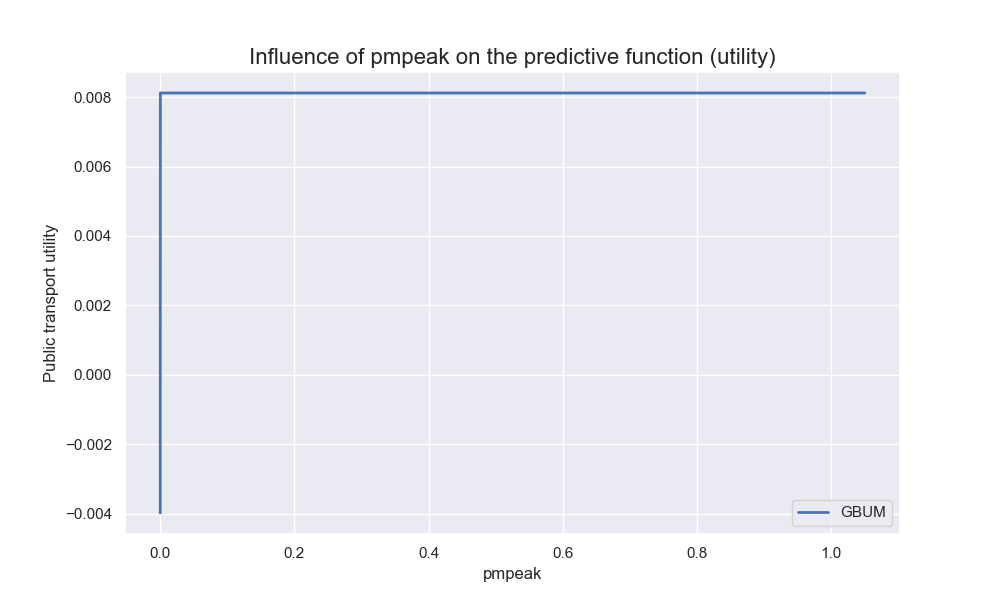 Influence of pmpeak on the predictive function (utility)
0.008
0.006
0.004
0.002
0.000
−0.002
−0.004
Public transport utility
GBUM
0.0 0.2 0.4 0.6 0.8 1.0
pmpeak